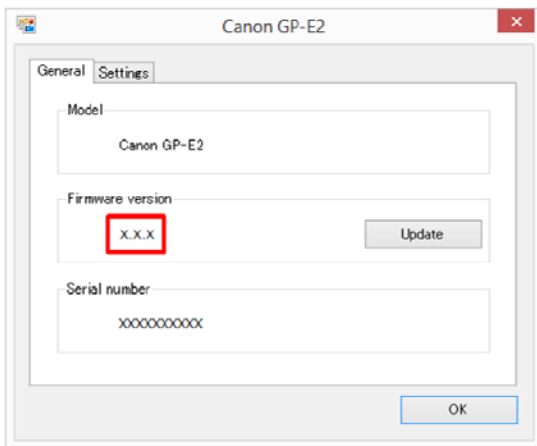 Canon GP-E2
General Settings
Model
Canon GP-E2
Firmware version
X.X.X Update
Serial number
XXXXXXXXXX
OK